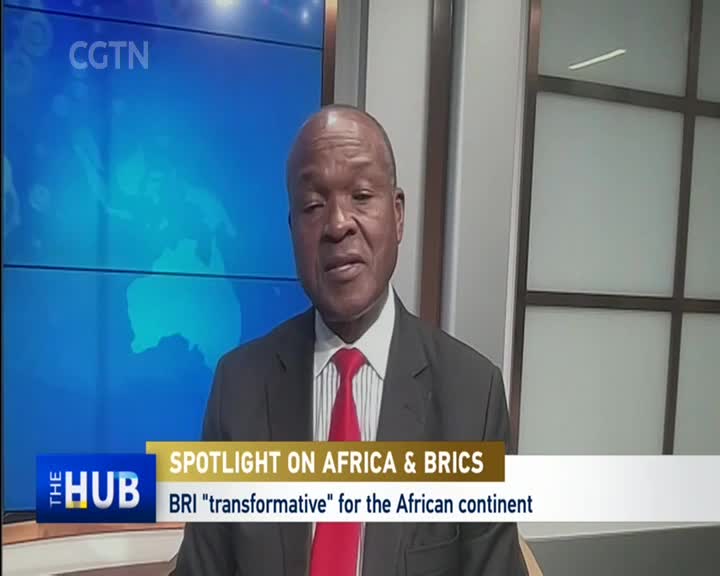 CGTN
SPOTLIGHT ON AFRICA & BRICS
THE HUB
BRI "transformative" for the African continent